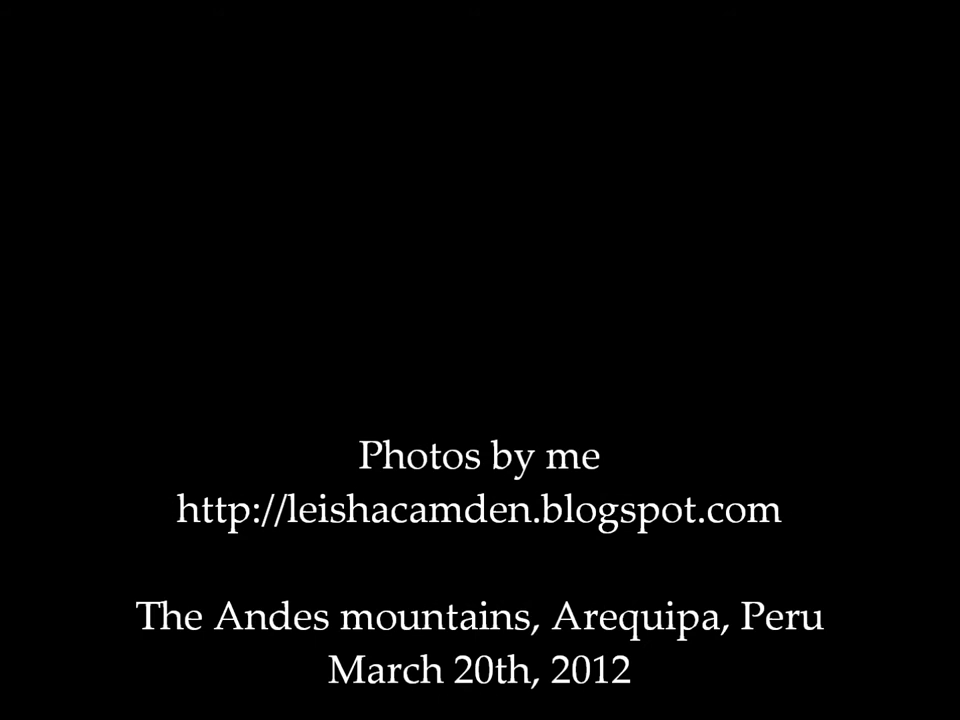 Photos by me
http://leishacamden.blogspot.com
The Andes mountains, Arequipa, Peru
March 20th, 2012